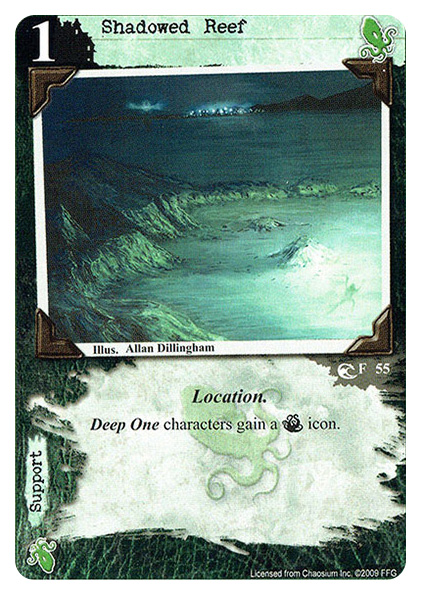 1
Shadowed Reef
Illus. Allan Dillingham
F 55
Location.
Deep One characters gain a icon.
Support
Licensed from Chaosium Inc. ©2009 FFG